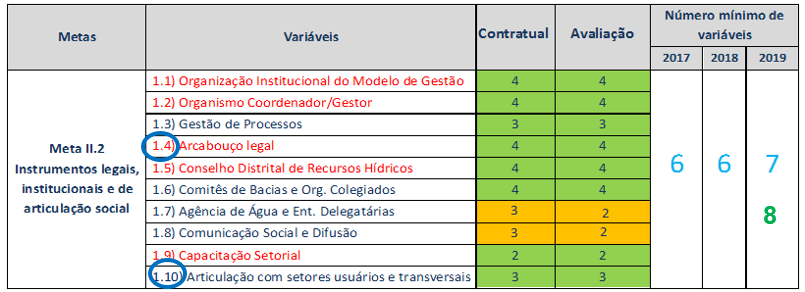 Metas Variáveis Contratual Avaliação Número mínimo de variáveis
2017 2018 2019
Meta II.2
Instrumentos legais,
institucionais e de
articulação social
1.1) Organização Institucional do Modelo de Gestão 4 4
1.2) Organismo Coordenador/Gestor 4 4
1.3) Gestão de Processos 3 3
1.4) Arcabouço legal 4 4
1.5) Conselho Distrital de Recursos Hídricos 4 4
1.6) Comitês de Bacias e Org. Colegiados 4 4
1.7) Agência de Água e Ent. Delegatárias 3 2
1.8) Comunicação Social e Difusão 3 2
1.9) Capacitação Setorial 2 2
1.10) Articulação com setores usuários e transversais 3 3
6 6 7
8